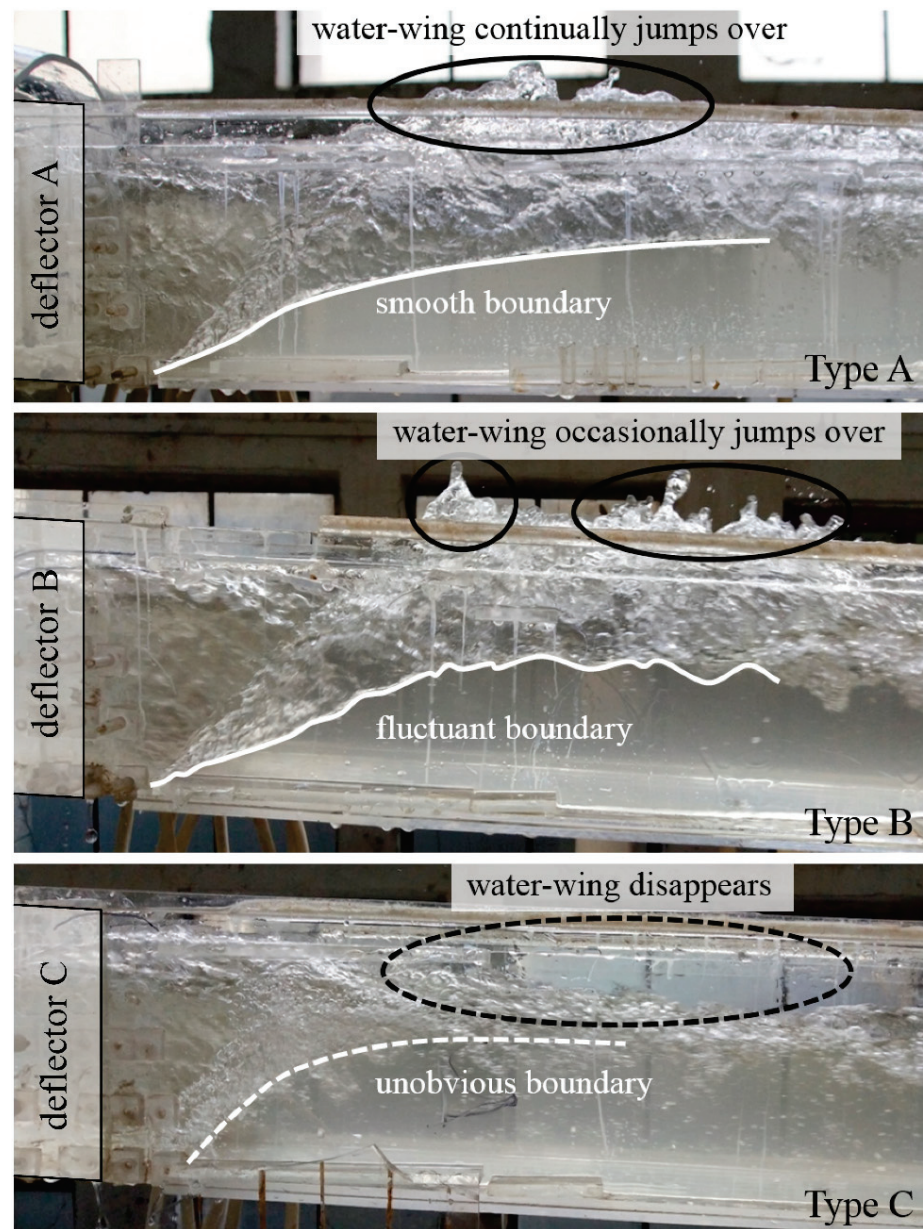 water-wing continually jumps over
deflector A
smooth boundary
Type A
water-wing occasionally jumps over
deflector B
fluctuant boundary
Type B
water-wing disappears
deflector C
unobvious boundary
Type C